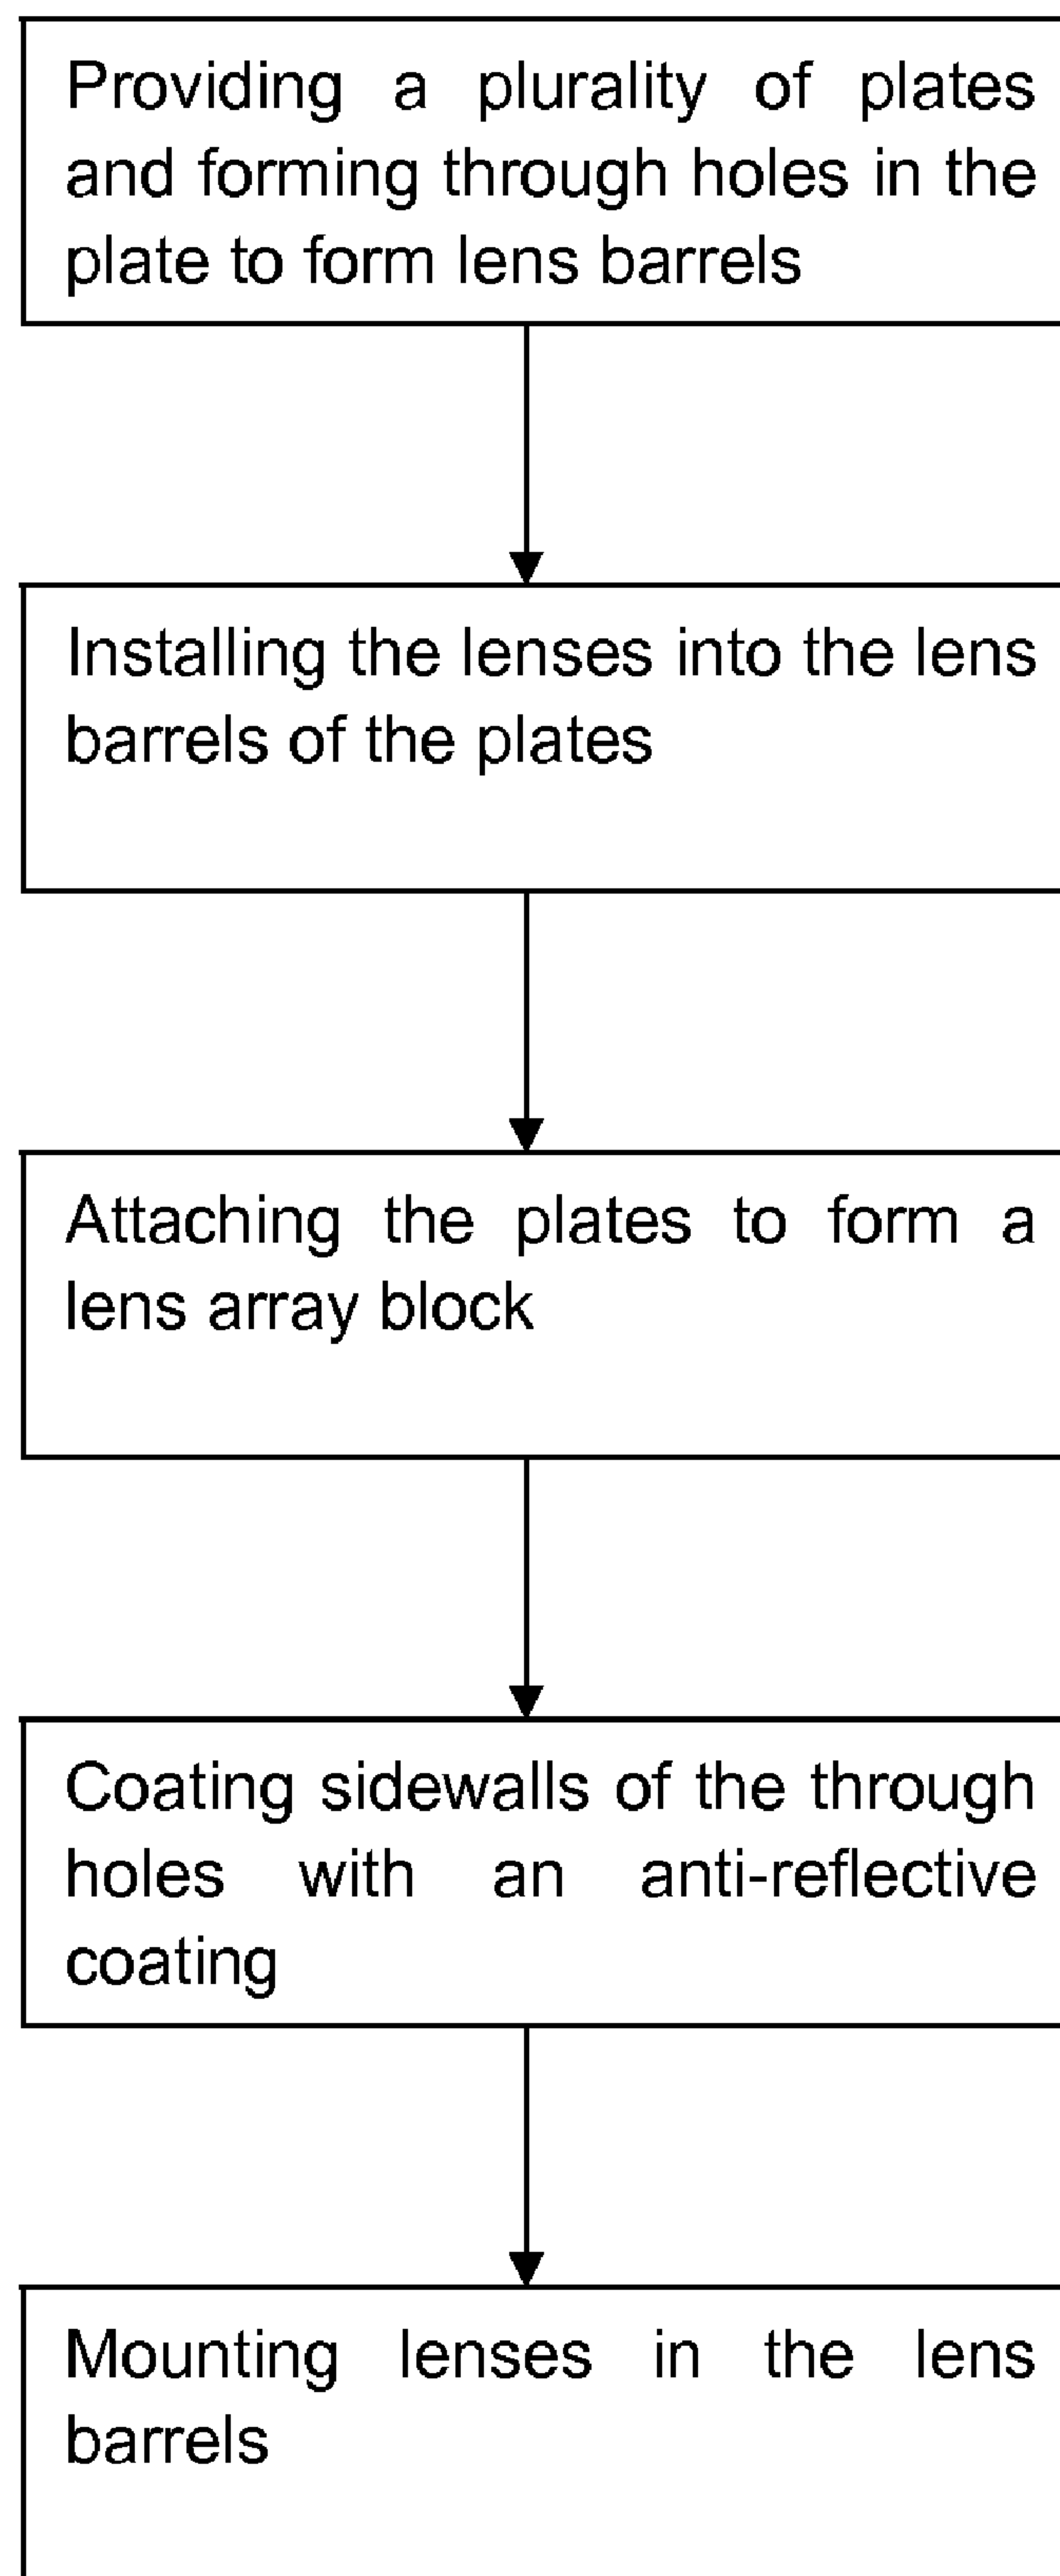 Providing a plurality of plates
and forming through holes in the
plate to form lens barrels
Installing the lenses into the lens
barrels of the plates
Attaching the plates to form a
lens array block
Coating sidewalls of the through
holes with an anti-reflective
coating
Mounting lenses in the lens
barrels